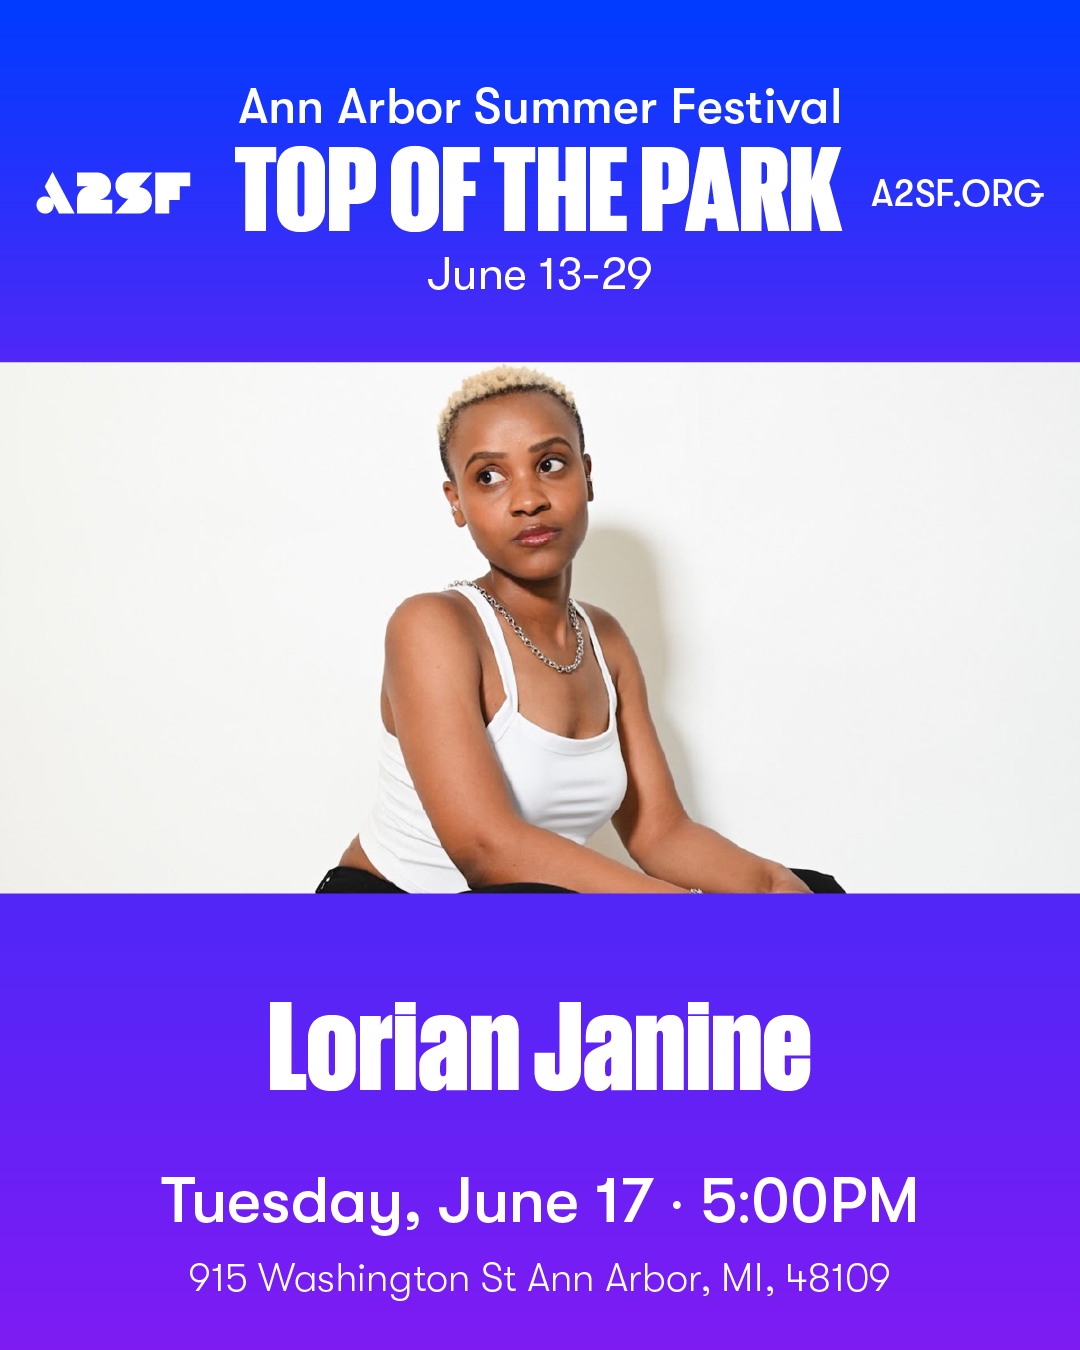 Ann Arbor Summer Festival
A2SF
TOP OF THE PARK
A2SF.ORG
June 13-29
Lorian Janine
Tuesday, June 17 · 5:00PM
915 Washington St Ann Arbor, MI, 48109